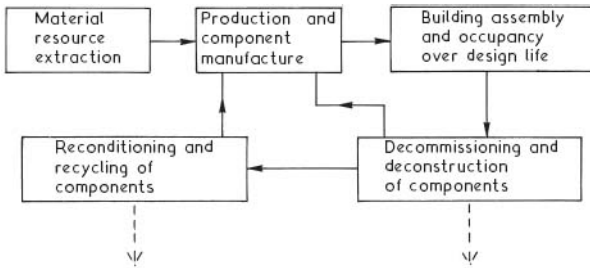 Material
resource
extraction
Production and
component
manufacture
Building assembly
and occupancy
over design life
Reconditioning and
recycling of
components
Decommissioning and
deconstruction
of components